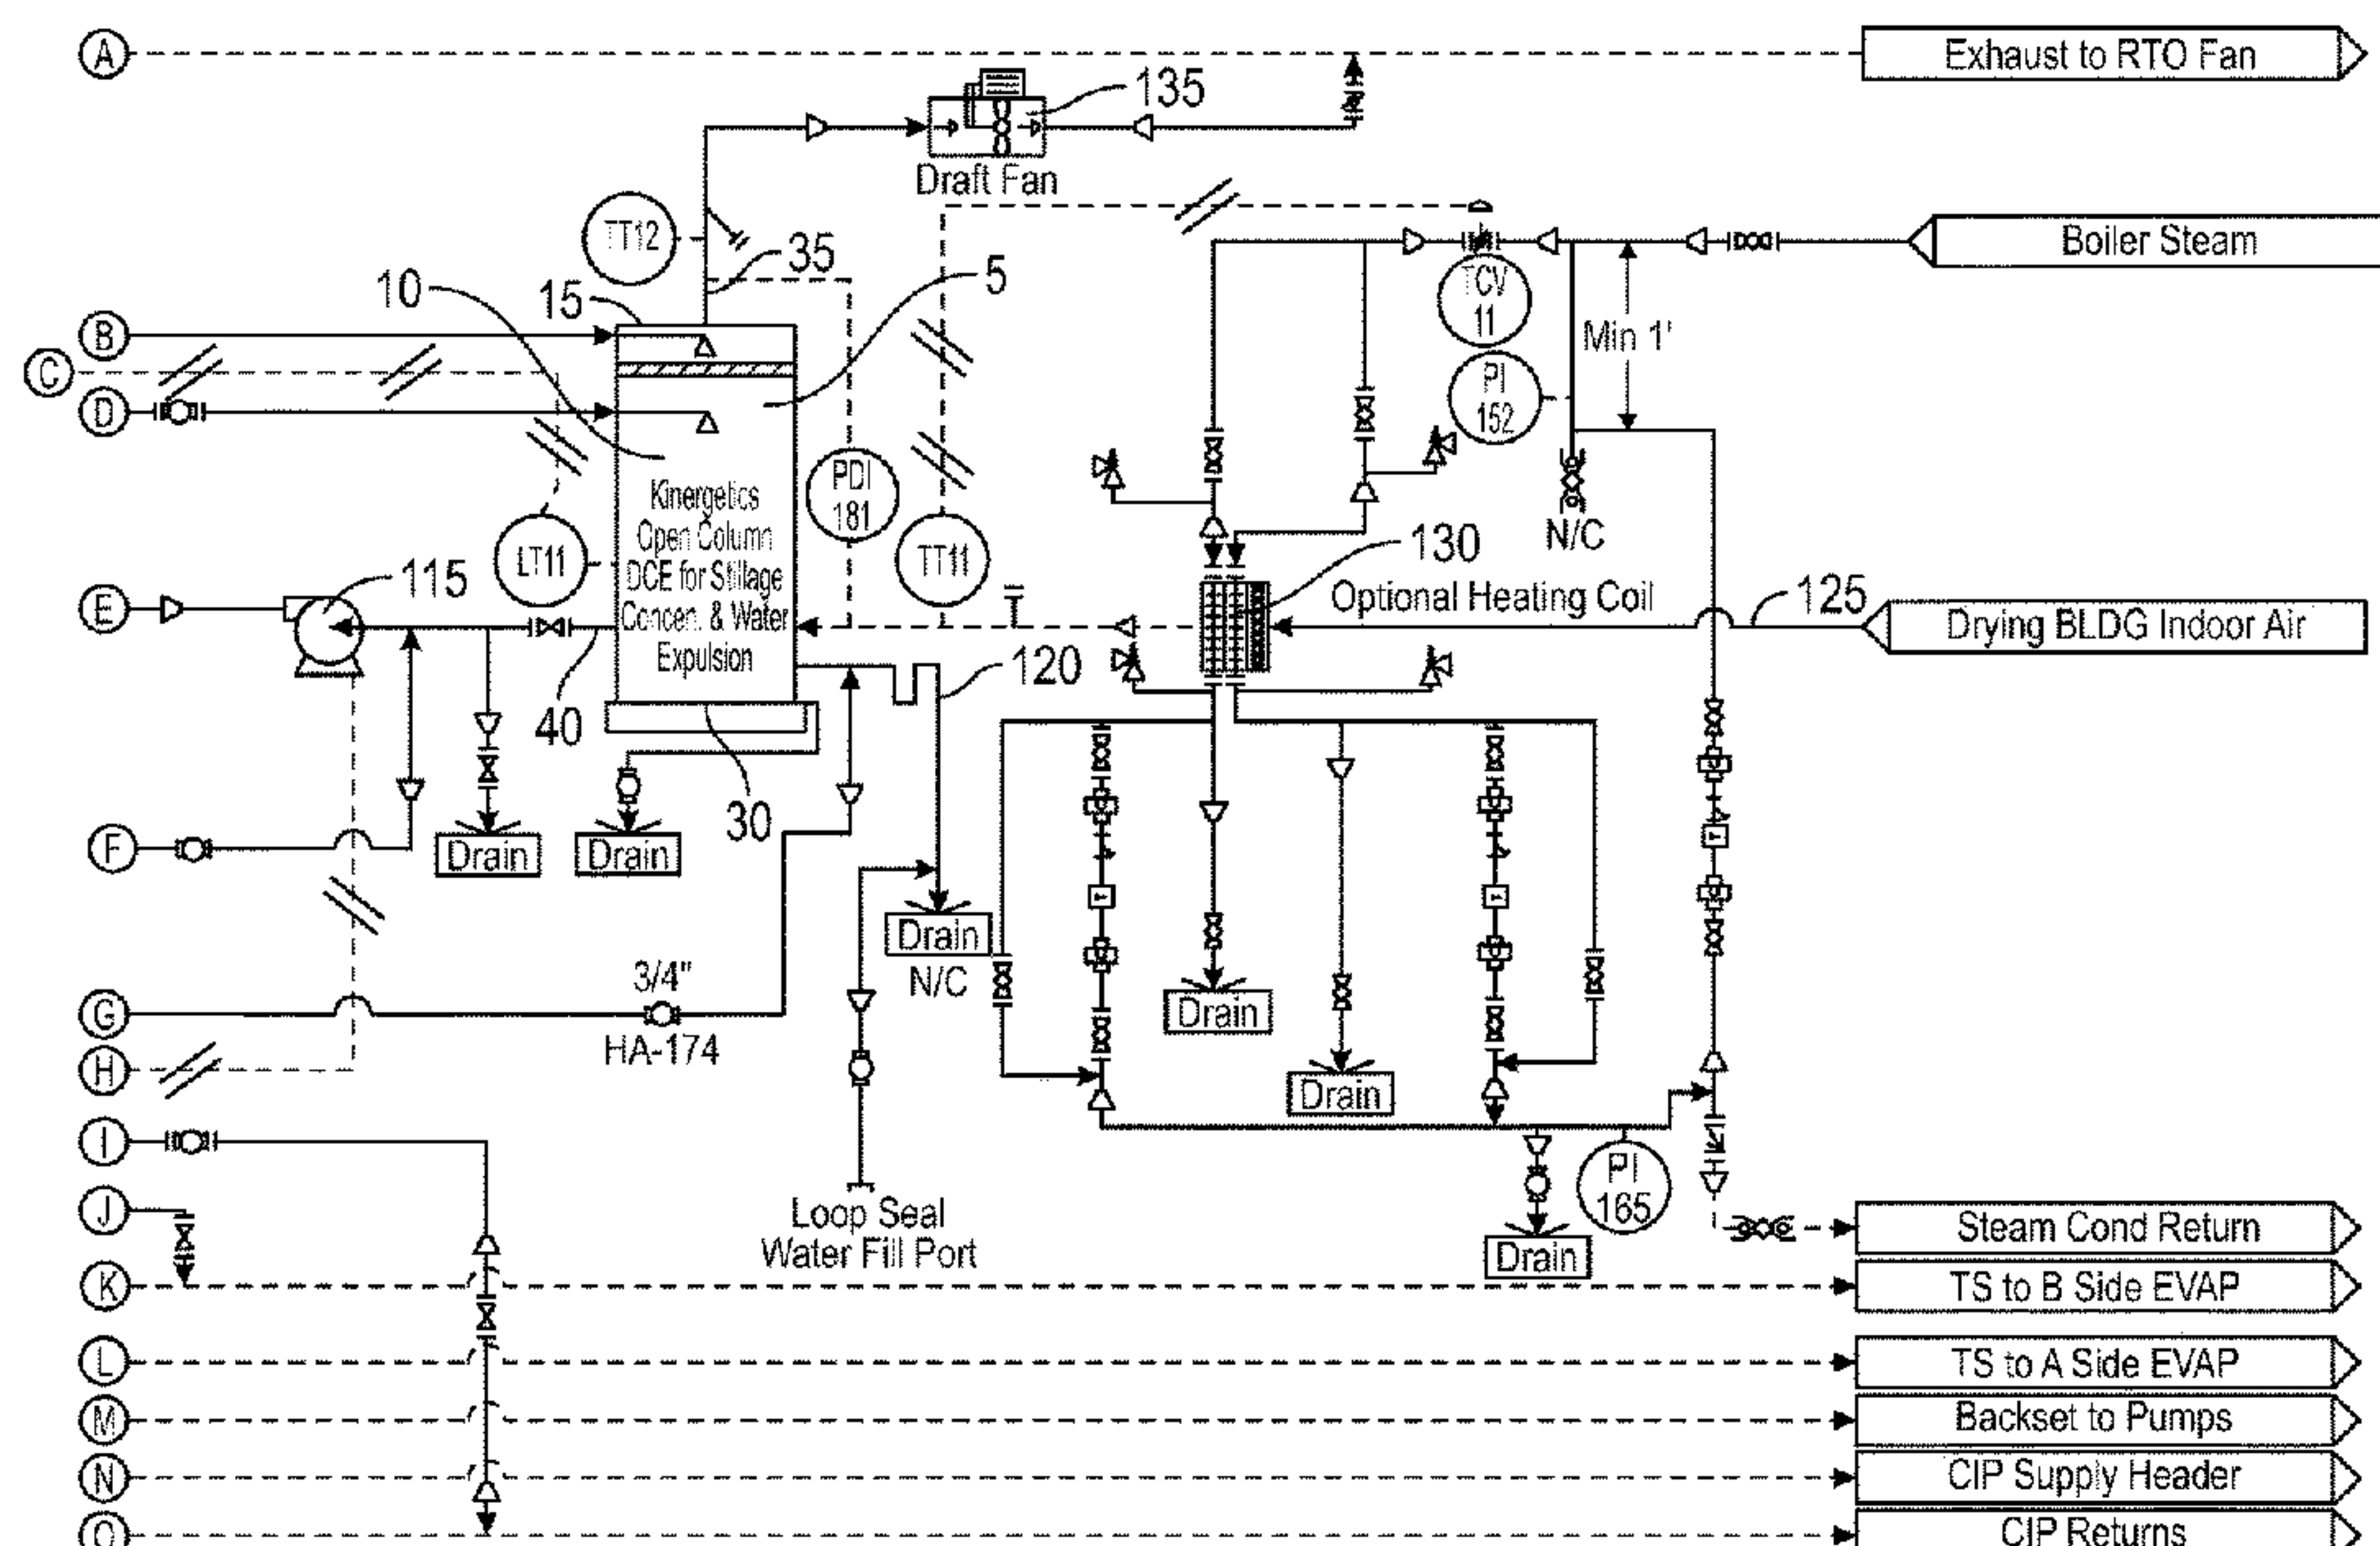 A
Exhaust to RTO Fan
135
Draft Fan
TT12
35
5
10
15
Boiler Steam
TCV
11
Min 1'
PI
152
N/C
B
C
D
Kinergetics
Open Column
DCE for Stillage
Concen. & Water
Expulsion
PDI
181
LT11
TT11
130
Optional Heating Coil
125
Drying BLDG Indoor Air
E
115
40
120
30
F
Drain
Drain
Drain
N/C
3/4"
G
HA-174
H
Drain
Drain
I
J
Loop Seal
Water Fill Port
PI
165
Drain
Steam Cond Return
K
TS to B Side EVAP
L
TS to A Side EVAP
M
Backset to Pumps
N
CIP Supply Header
O
CIP Returns